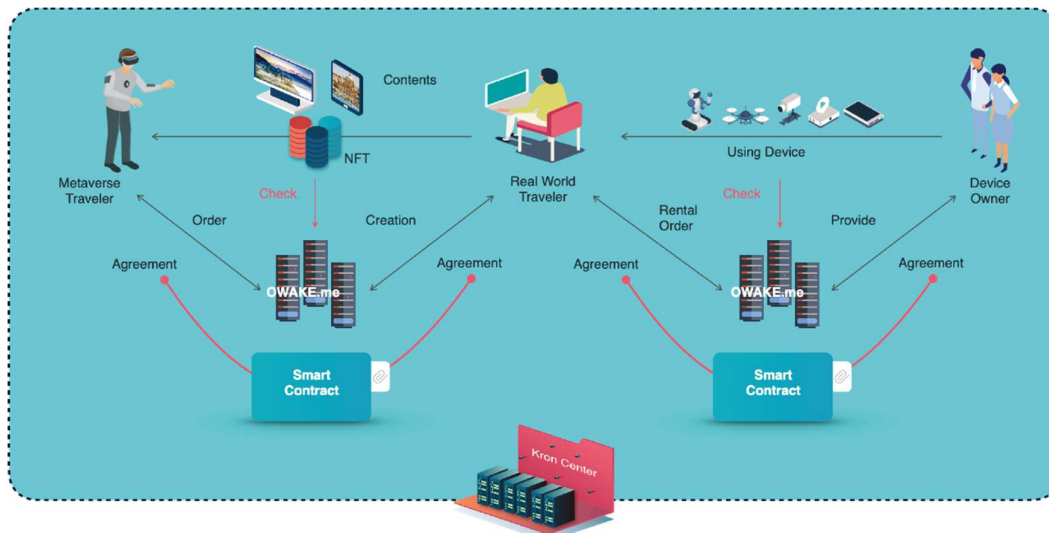 Contents
NFT
Using Device
Metaverse
Traveler
Check
Real World
Traveler
Check
Device
Owner
Order
Creation
Rental
Order
Provide
Agreement
Agreement
Agreement
Agreement
OWAKE.me
OWAKE.me
Smart
Contract
Smart
Contract
Kron Center